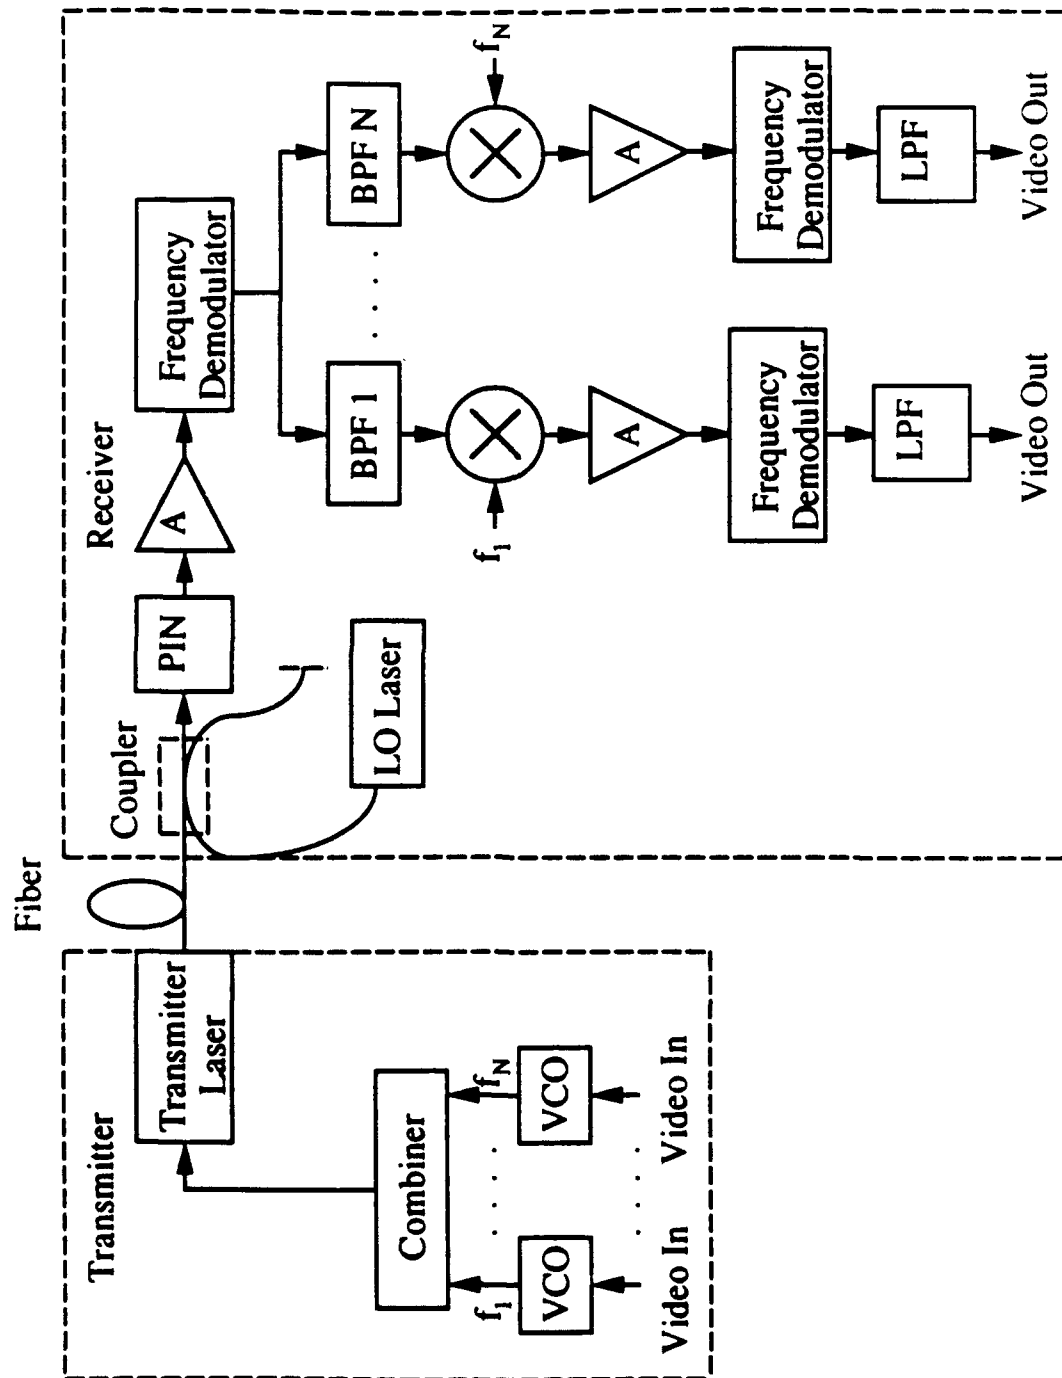 Fiber
Transmitter
Transmitter
Laser
Combiner
f1
fN
. . . .
VCO
VCO
. . . .
Video In
Video In
Receiver
Coupler
PIN
A
Frequency
Demodulator
LO Laser
BPF 1
. . . .
BPF N
f1
fN
A
A
Frequency
Demodulator
Frequency
Demodulator
LPF
LPF
Video Out
Video Out